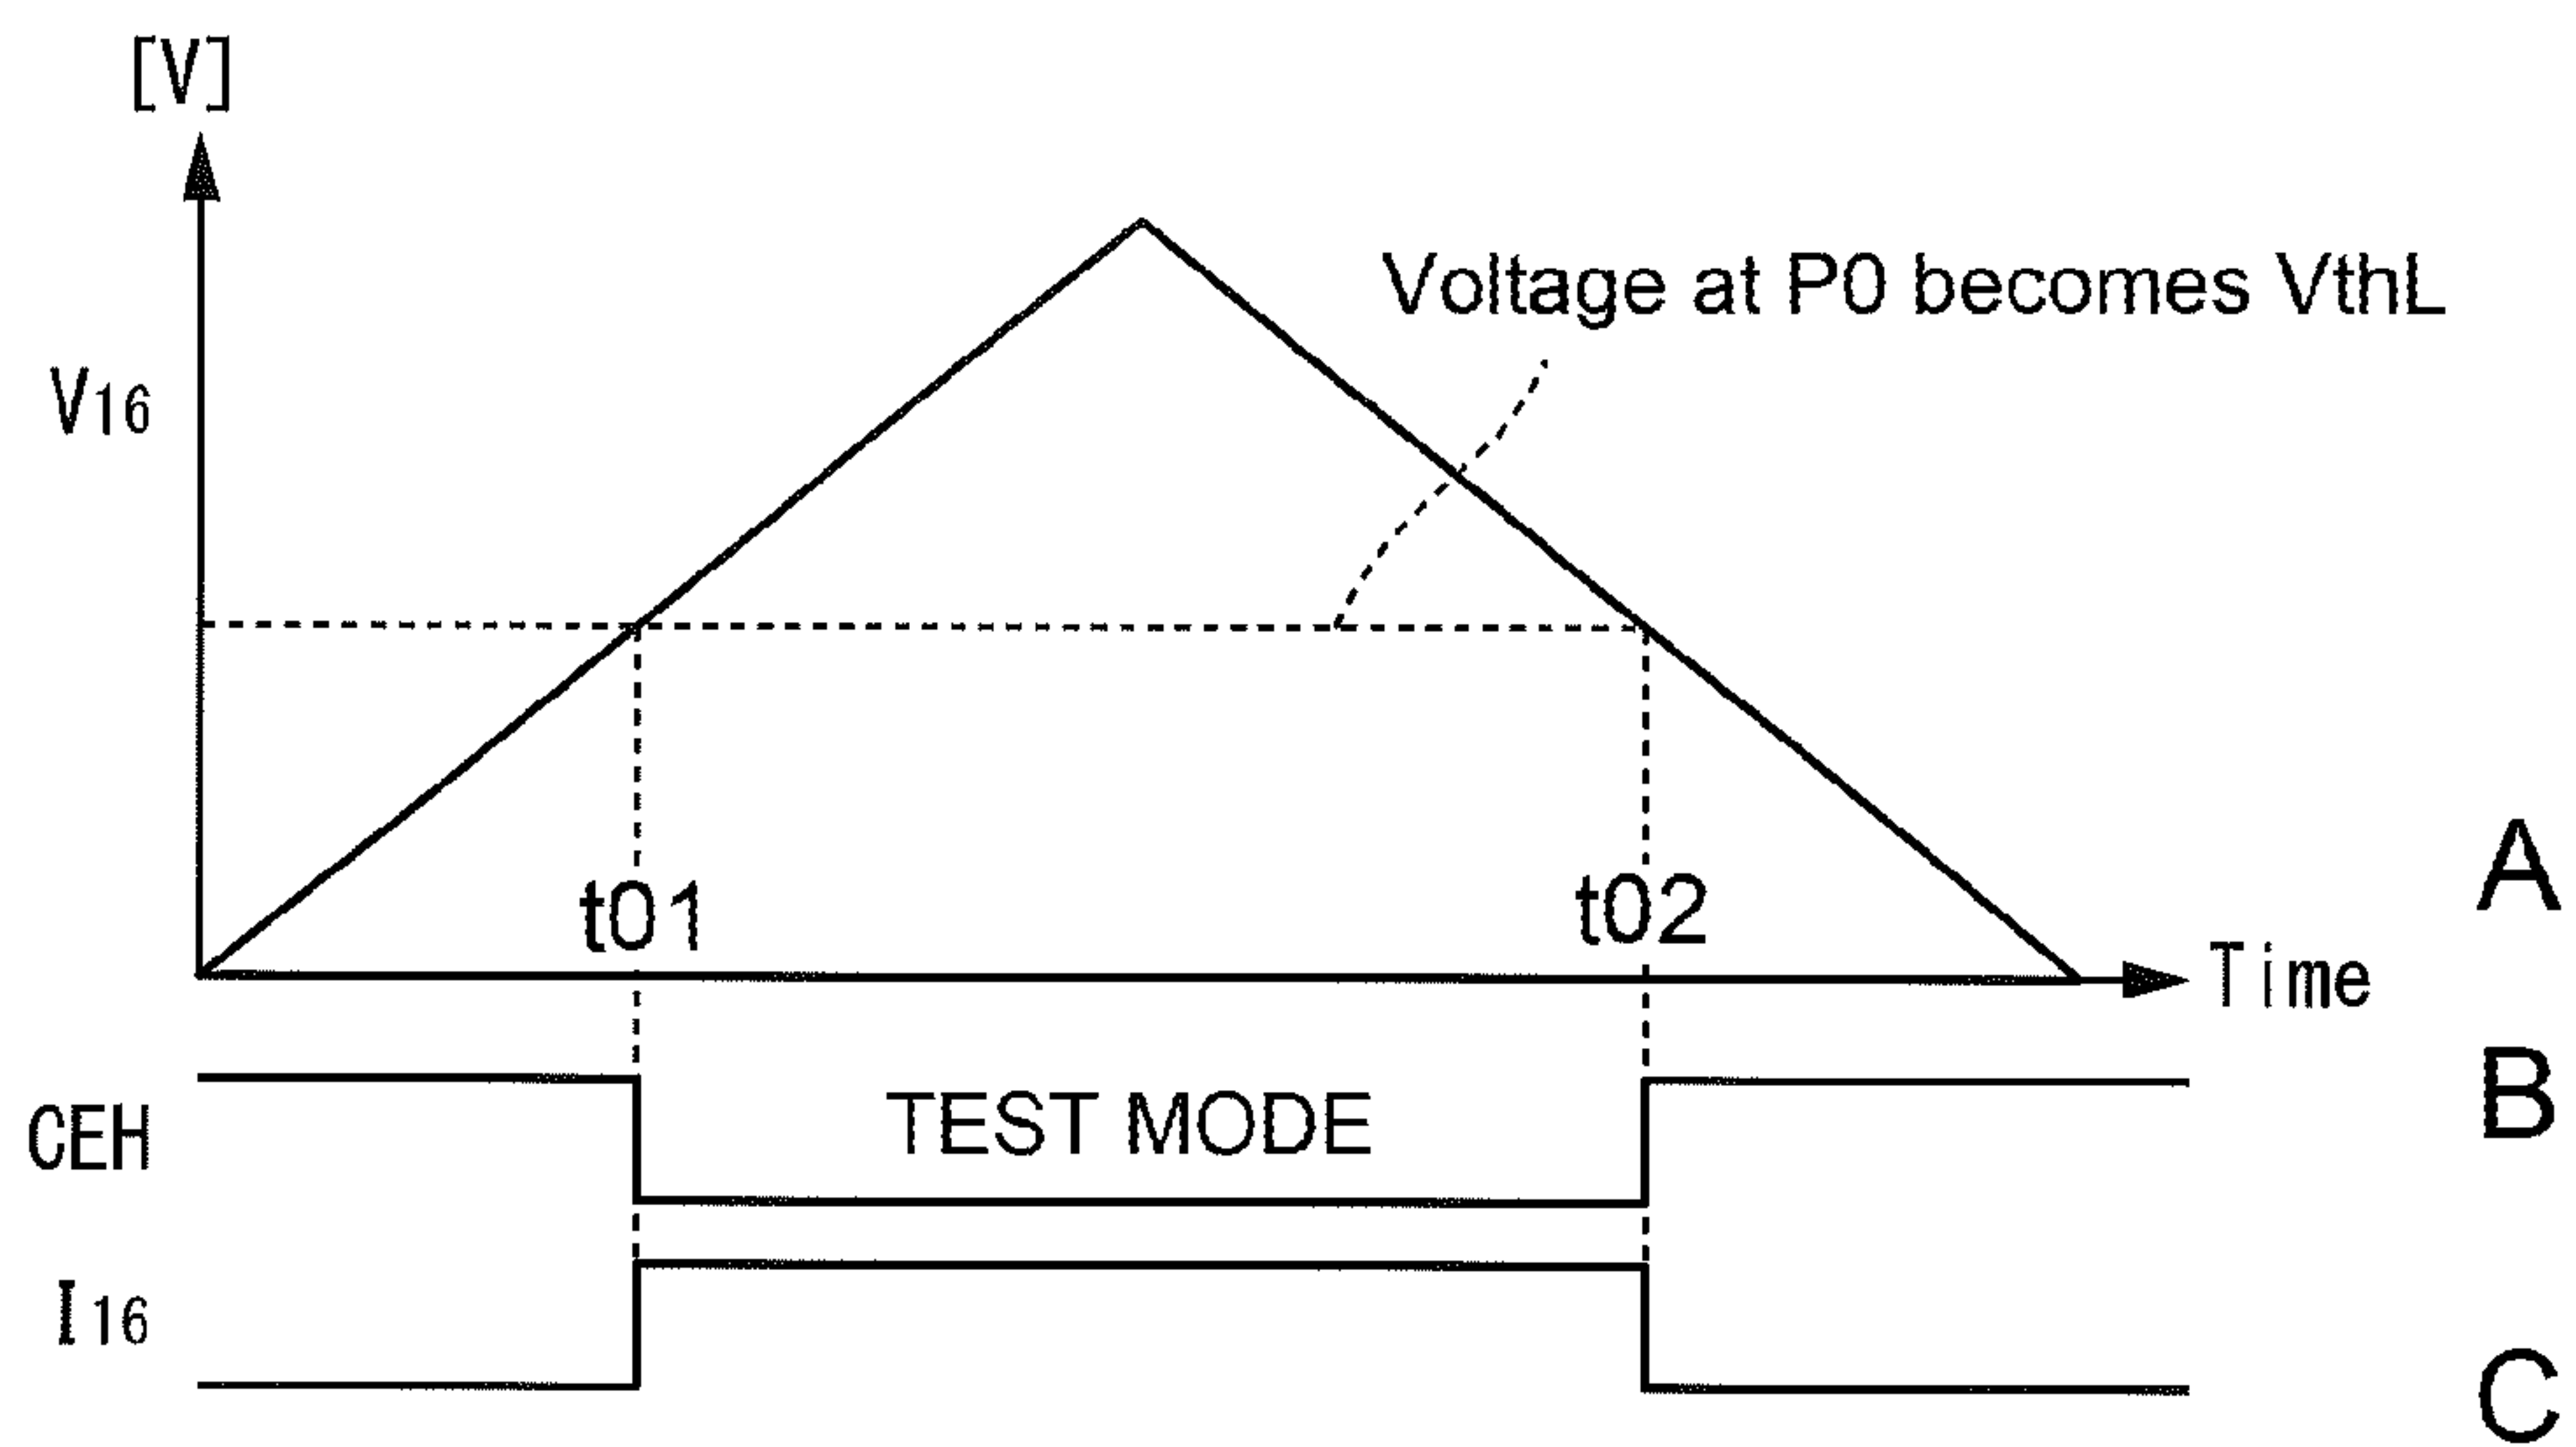 [V]
Voltage at P0 becomes VthL
V16
t01
t02
A
Time
B
CEH
TEST MODE
I16
C